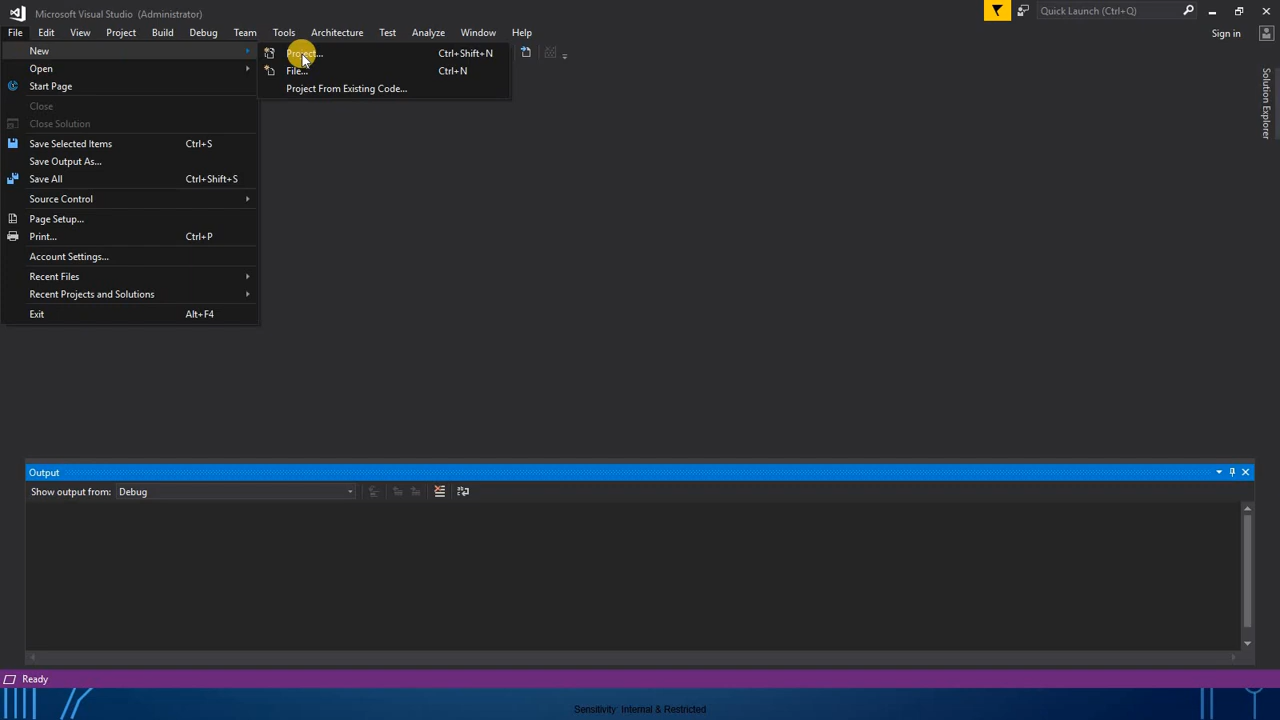 Microsoft Visual Studio (Administrator)
Quick Launch (Ctrl+Q)
File Edit View Project Build Debug Team Tools Architecture Test Analyze Window Help
Sign in
New
Project... Ctrl+Shift+N
Open
File... Ctrl+N
Start Page
Project From Existing Code...
Close
Close Solution
Save Selected Items Ctrl+S
Save Output As...
Save All Ctrl+Shift+S
Source Control
Page Setup...
Print... Ctrl+P
Account Settings...
Recent Files
Recent Projects and Solutions
Exit Alt+F4
Solution Explorer
Output
Show output from: Debug
Ready
Sensitivity: Internal & Restricted